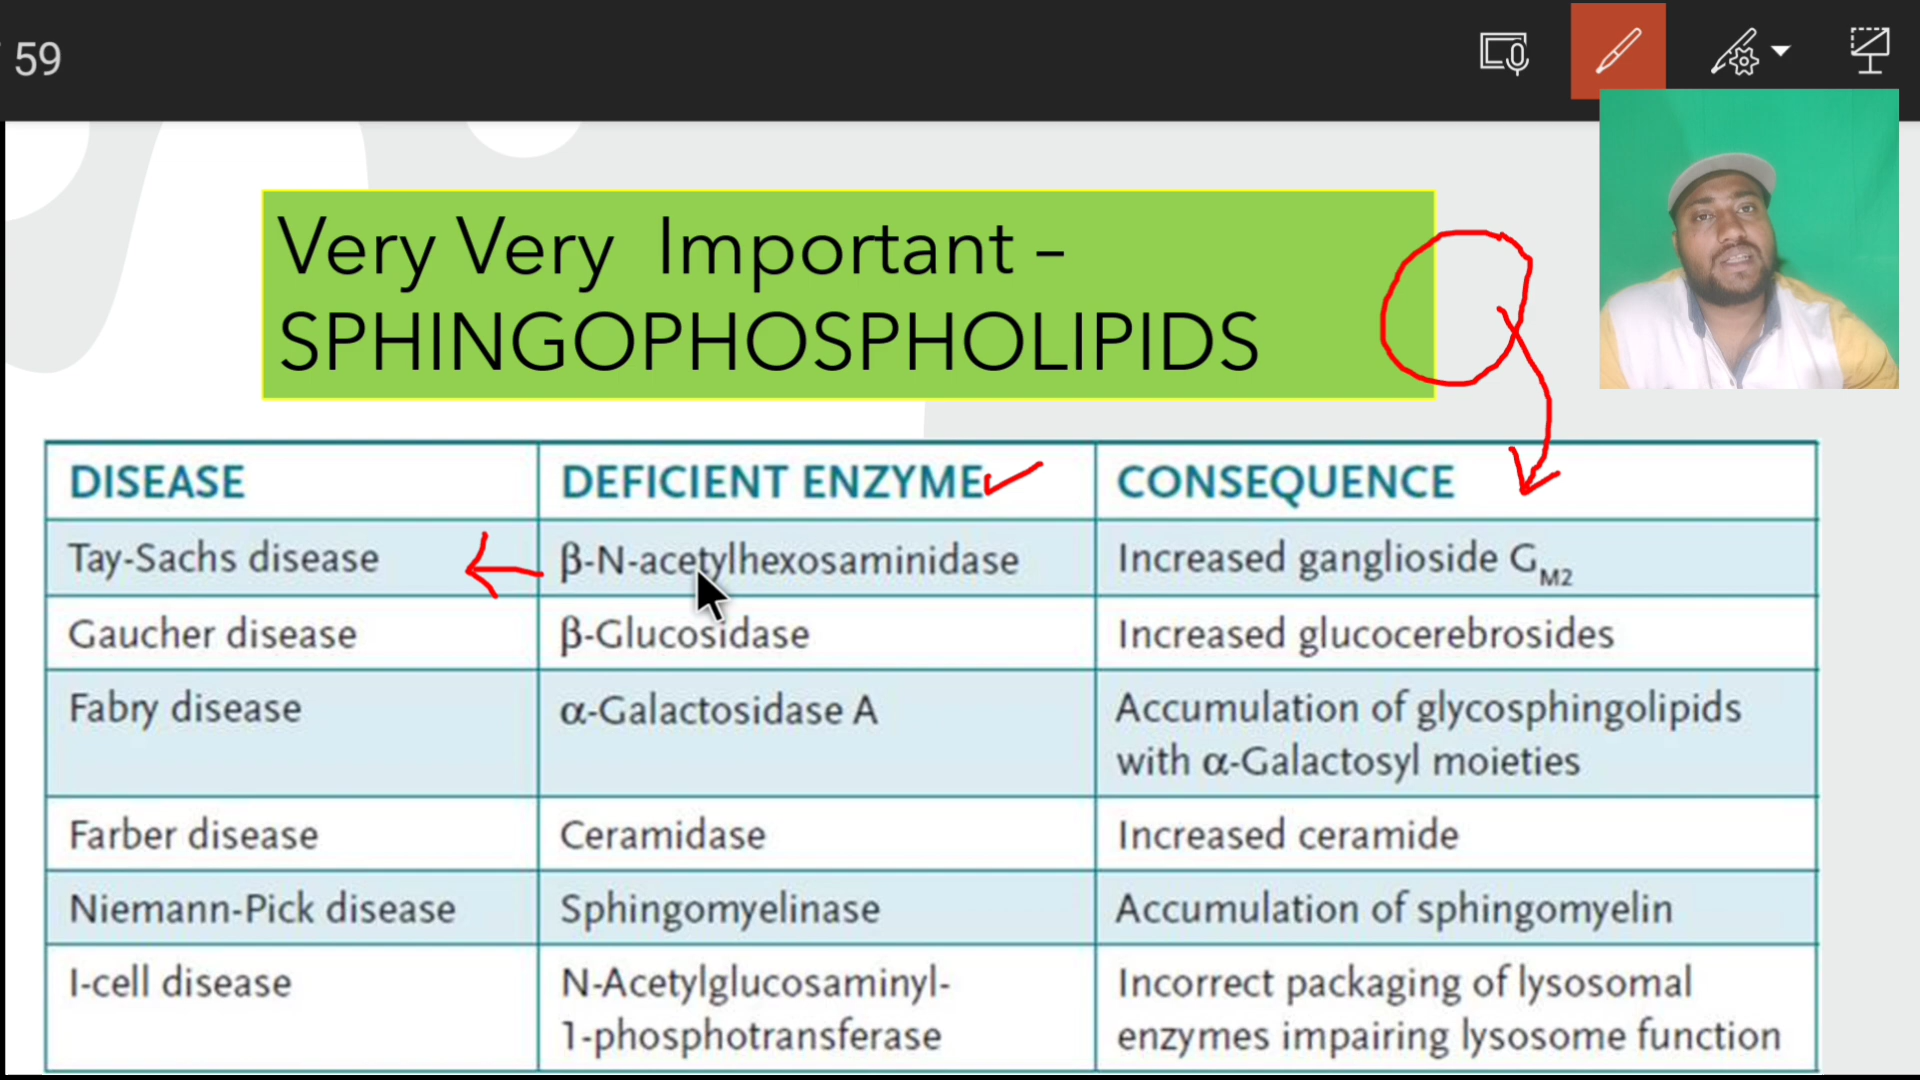 59
Very Very Important –
SPHINGOPHOSPHOLIPIDS
DISEASE DEFICIENT ENZYME CONSEQUENCE
Tay-Sachs disease β-N-acetylhexosaminidase Increased ganglioside GM2
Gaucher disease β-Glucosidase Increased glucocerebrosides
Fabry disease α-Galactosidase A Accumulation of glycosphingolipids
with α-Galactosyl moieties
Farber disease Ceramidase Increased ceramide
Niemann-Pick disease Sphingomyelinase Accumulation of sphingomyelin
I-cell disease N-Acetylglucosaminyl- Incorrect packaging of lysosomal
1-phosphotransferase enzymes impairing lysosome function